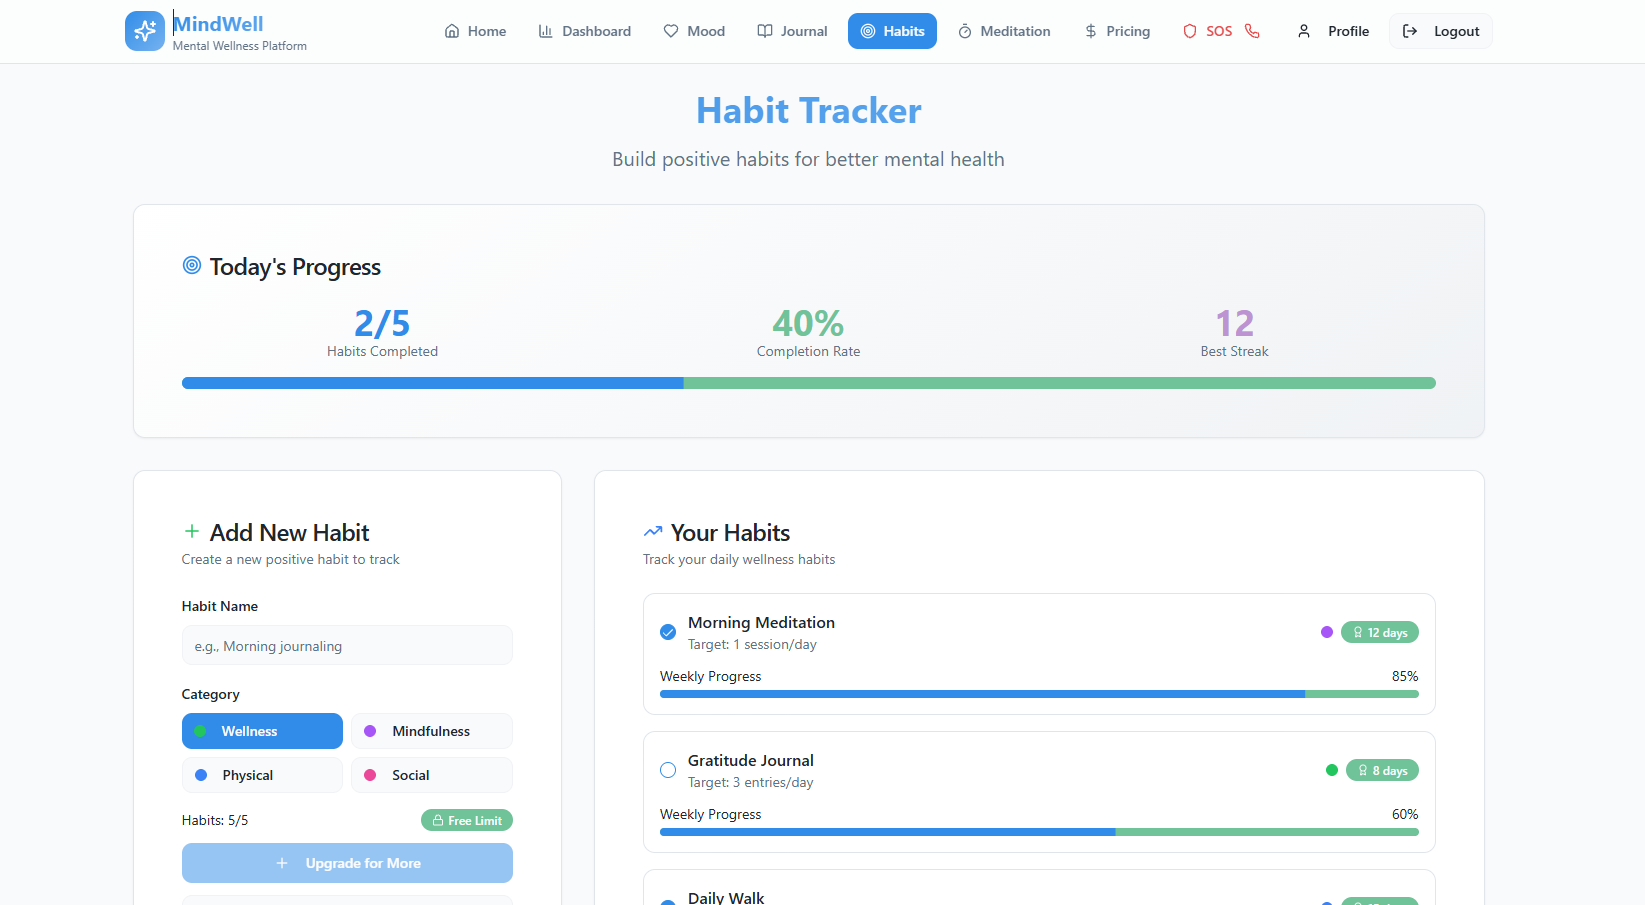 MindWell
Mental Wellness Platform
Home
Dashboard
Mood
Journal
Habits
Meditation
Pricing
SOS
Profile
Logout
Habit Tracker
Build positive habits for better mental health
Today's Progress
2/5
Habits Completed
40%
Completion Rate
12
Best Streak
Add New Habit
Create a new positive habit to track
Habit Name
e.g., Morning journaling
Category
Wellness
Mindfulness
Physical
Social
Habits: 5/5
Free Limit
Upgrade for More
Your Habits
Track your daily wellness habits
Morning Meditation
Target: 1 session/day
12 days
Weekly Progress
85%
Gratitude Journal
Target: 3 entries/day
8 days
Weekly Progress
60%
Daily Walk